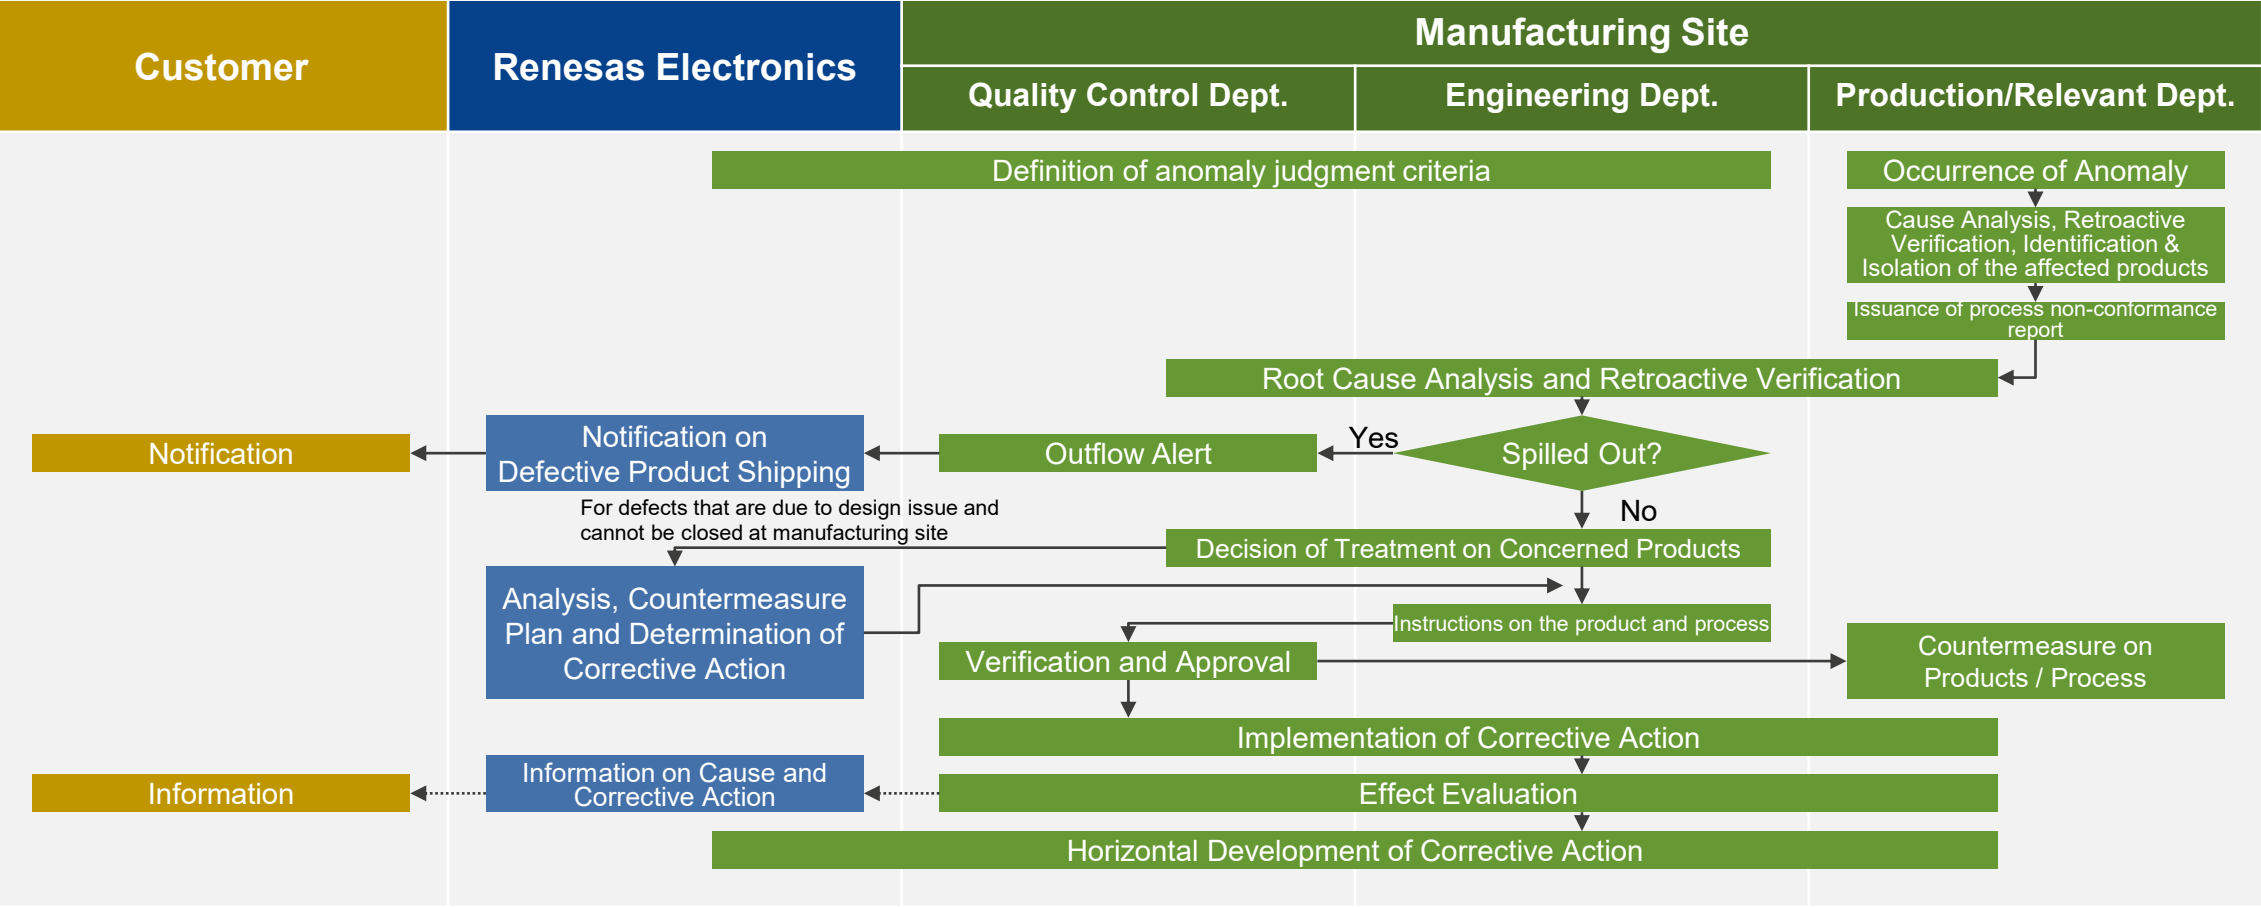 Customer
Renesas Electronics
Manufacturing Site
Quality Control Dept.
Engineering Dept.
Production/Relevant Dept.
Definition of anomaly judgment criteria
Occurrence of Anomaly
Cause Analysis, Retroactive
Verification, Identification &
Isolation of the affected products
Issuance of process non-conformance
report
Root Cause Analysis and Retroactive Verification
Notification
Notification on
Defective Product Shipping
Outflow Alert
Yes
Spilled Out?
No
For defects that are due to design issue and
cannot be closed at manufacturing site
Decision of Treatment on Concerned Products
Analysis, Countermeasure
Plan and Determination of
Corrective Action
Instructions on the product and process
Verification and Approval
Countermeasure on
Products / Process
Implementation of Corrective Action
Information
Information on Cause and
Corrective Action
Effect Evaluation
Horizontal Development of Corrective Action